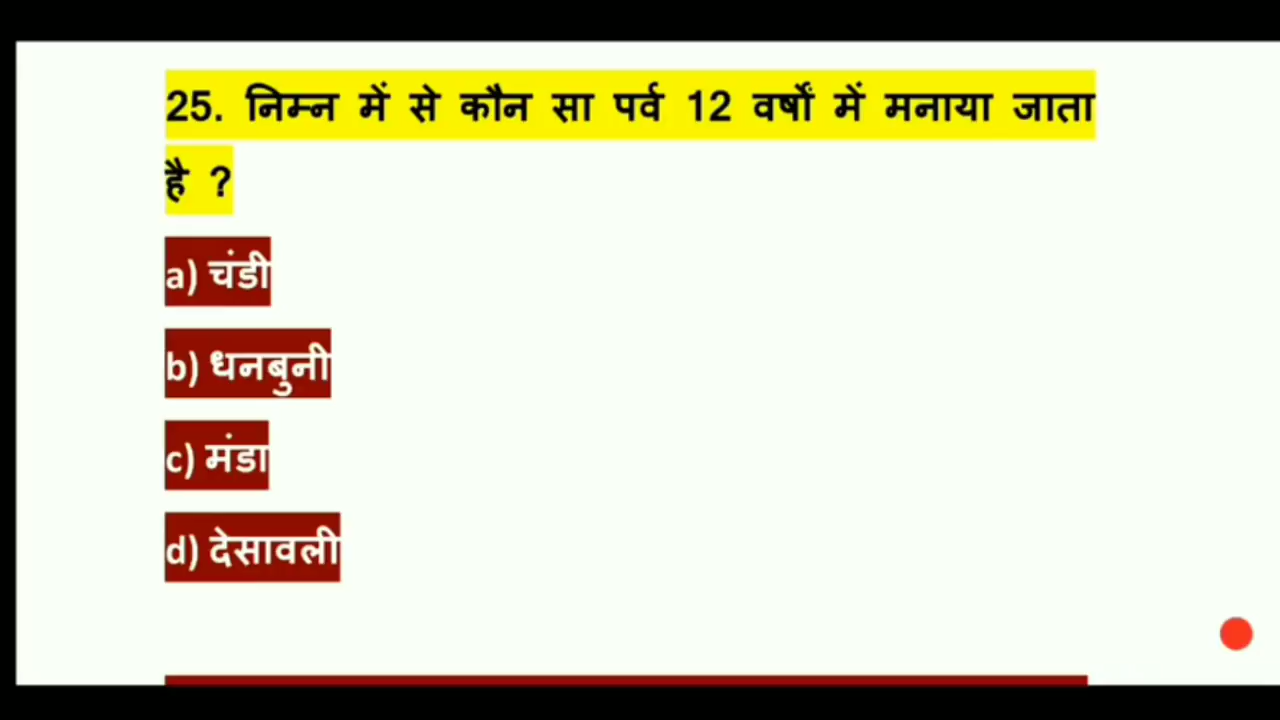 25. निम्न में से कौन सा पर्व 12 वर्षों में मनाया जाता
है ?
a) चंडी
b) धनबुनी
c) मंडा
d) देसावली